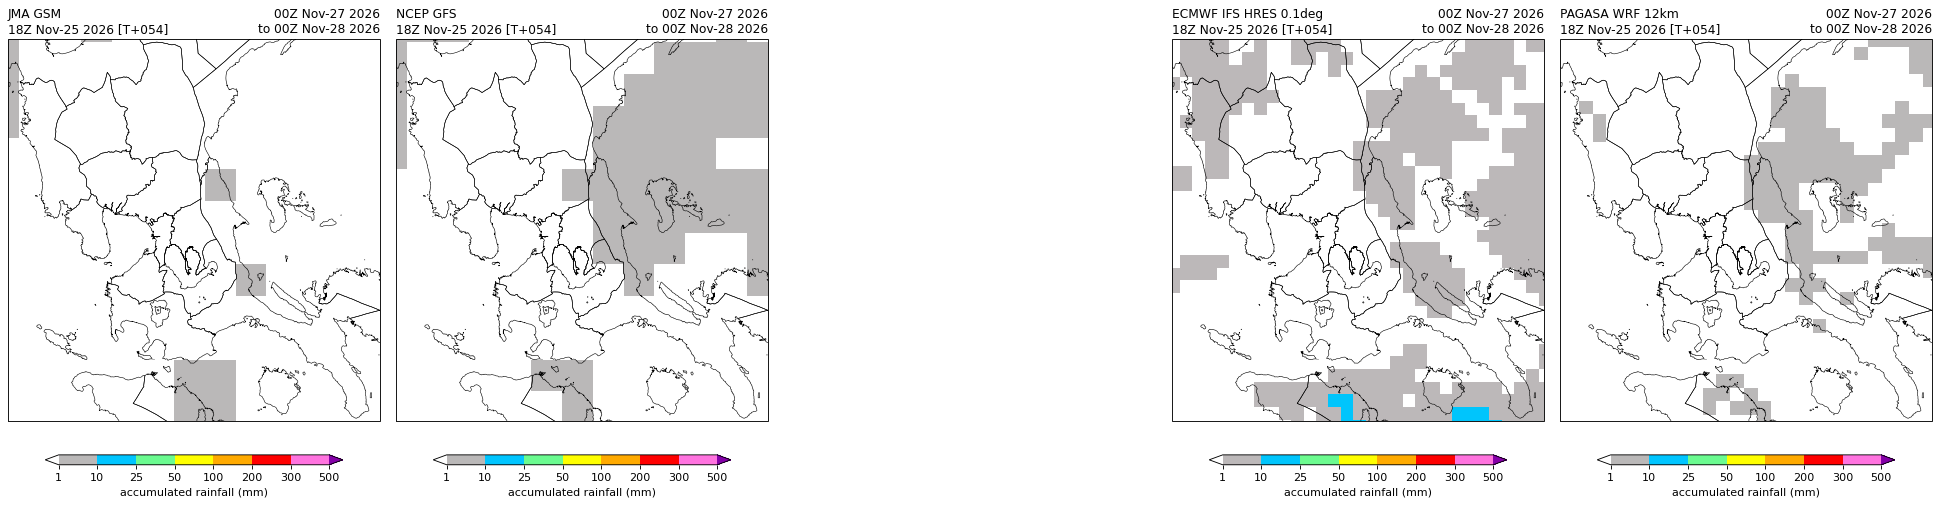 JMA GSM 00Z Nov-27 2026
18Z Nov-25 2026 [T+054] to 00Z Nov-28 2026
NCEP GFS 00Z Nov-27 2026
18Z Nov-25 2026 [T+054] to 00Z Nov-28 2026
ECMWF IFS HRES 0.1deg 00Z Nov-27 2026
18Z Nov-25 2026 [T+054] to 00Z Nov-28 2026
PAGASA WRF 12km 00Z Nov-27 2026
18Z Nov-25 2026 [T+054] to 00Z Nov-28 2026
1 10 25 50 100 200 300 500
accumulated rainfall (mm)
1 10 25 50 100 200 300 500
accumulated rainfall (mm)
1 10 25 50 100 200 300 500
accumulated rainfall (mm)
1 10 25 50 100 200 300 500
accumulated rainfall (mm)